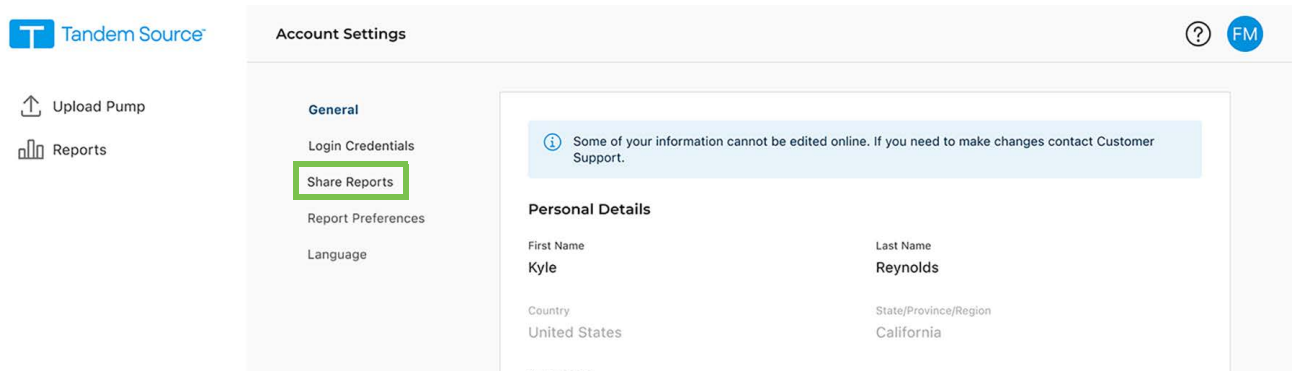 Tandem Source™
Account Settings
?
FM
Upload Pump
Reports
General
Login Credentials
Share Reports
Report Preferences
Language
Some of your information cannot be edited online. If you need to make changes contact Customer
Support.
Personal Details
First Name
Last Name
Kyle
Reynolds
Country
State/Province/Region
United States
California